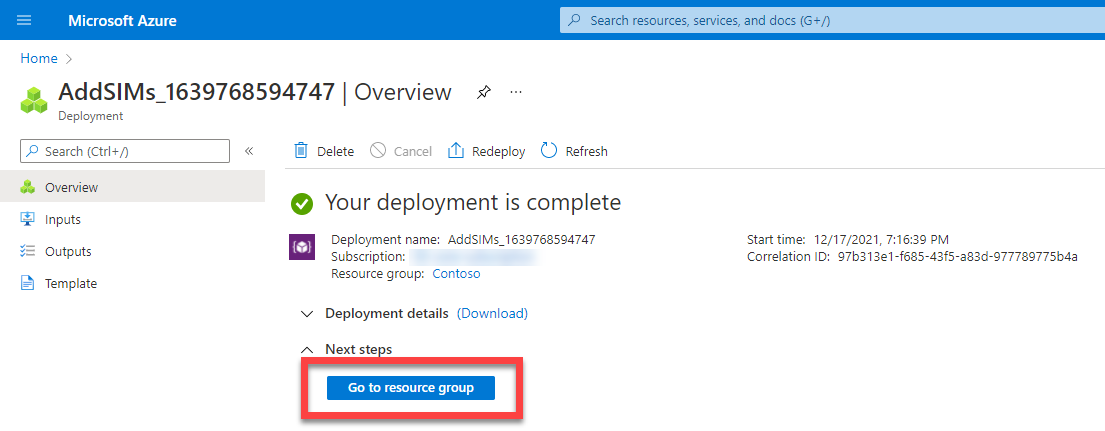 Microsoft Azure
Search resources, services, and docs (G+/)
Home
AddSIMs_1639768594747 | Overview
Deployment
Search (Ctrl+/)
Delete
Cancel
Redeploy
Refresh
Overview
Inputs
Outputs
Template
Your deployment is complete
Deployment name: AddSIMs_1639768594747
Subscription:
Resource group: Contoso
Start time: 12/17/2021, 7:16:39 PM
Correlation ID: 97b313e1-f685-43f5-a83d-977789775b4a
Deployment details (Download)
Next steps
Go to resource group